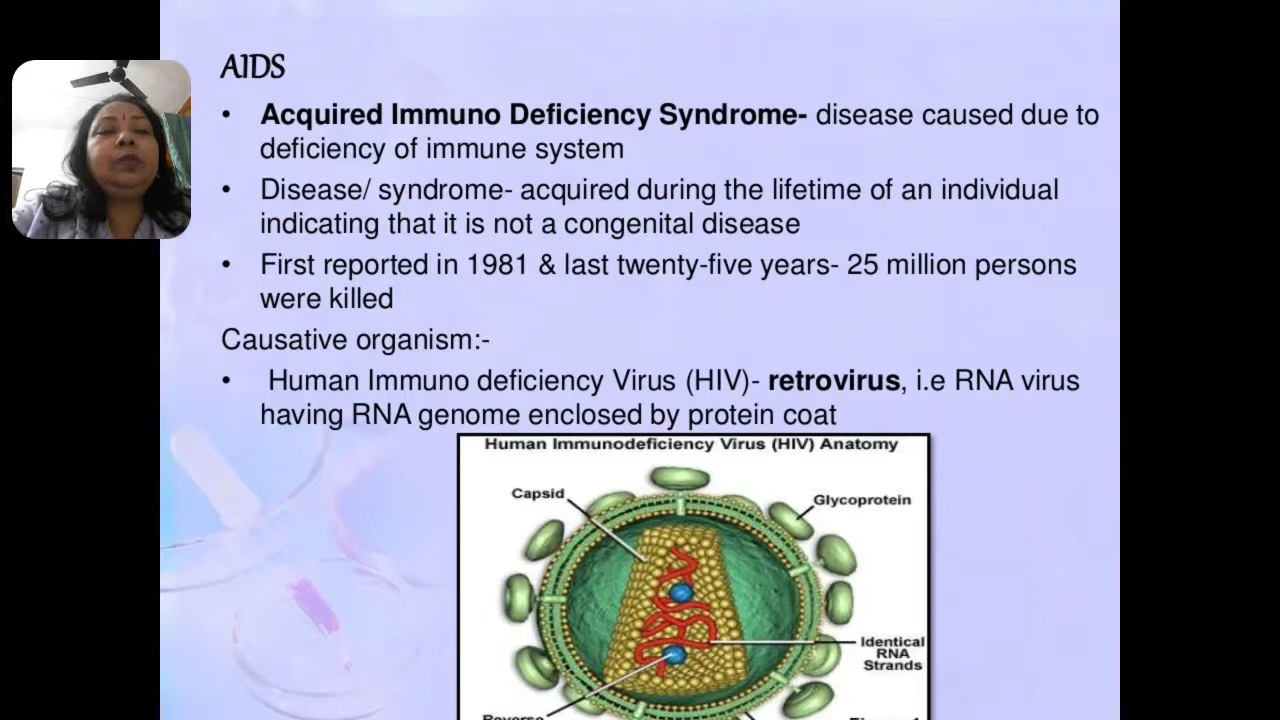 AIDS
• Acquired Immuno Deficiency Syndrome- disease caused due to
deficiency of immune system
• Disease/ syndrome- acquired during the lifetime of an individual
indicating that it is not a congenital disease
• First reported in 1981 & last twenty-five years- 25 million persons
were killed
Causative organism:-
• Human Immuno deficiency Virus (HIV)- retrovirus, i.e RNA virus
having RNA genome enclosed by protein coat
Human Immunodeficiency Virus (HIV) Anatomy
Capsid
Glycoprotein
Identical
RNA
Strands
Reverse